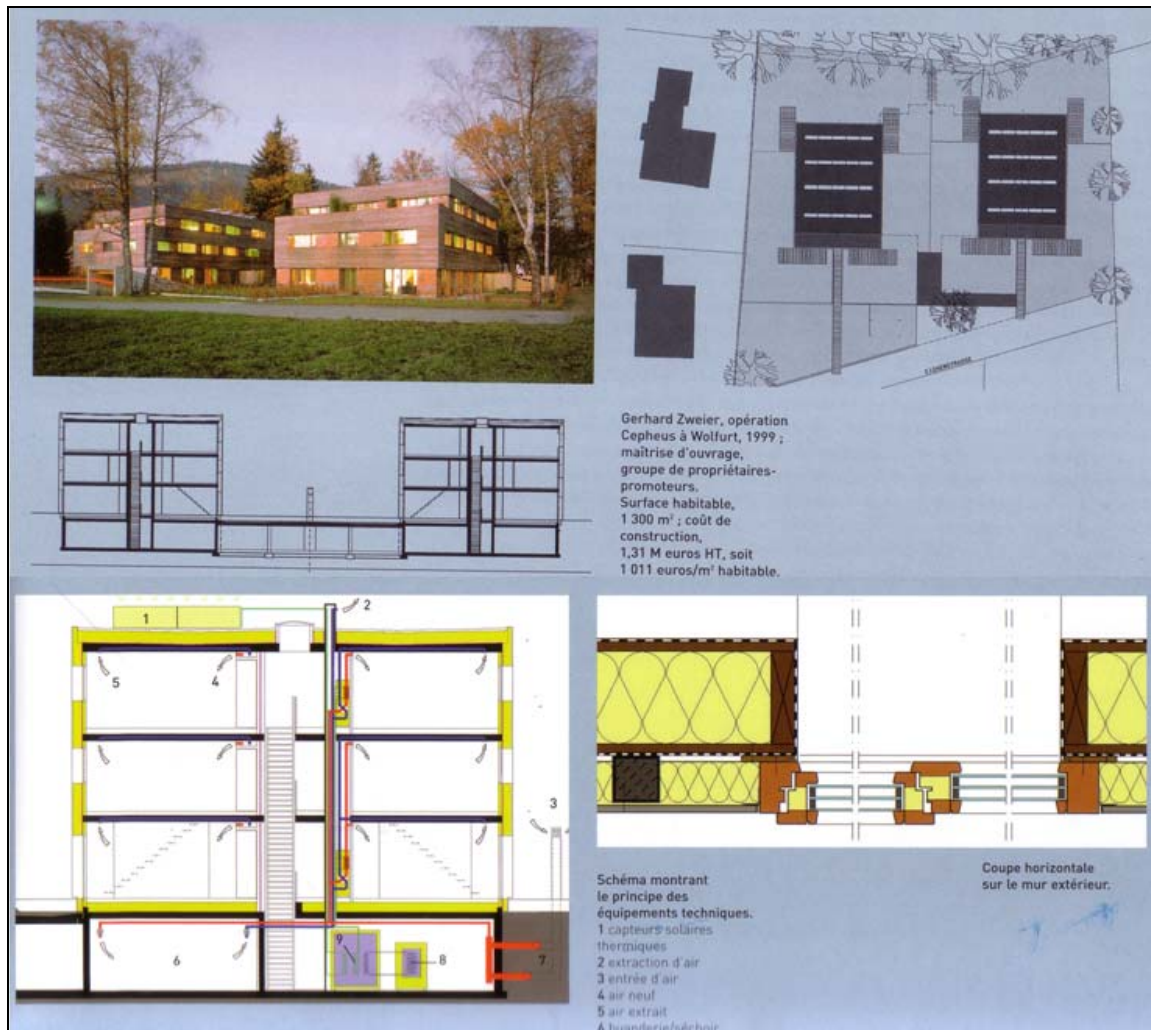 Gerhard Zweier, opération
Cepheus à Wolfurt, 1999 ;
maîtrise d'ouvrage,
groupe de propriétaires-
promoteurs.
Surface habitable,
1 300 m² ; coût de
construction,
1,31 M euros HT, soit
1 011 euros/m² habitable.
1
2
3
4
5
6
7
8
9
Schéma montrant
le principe des
équipements techniques.
1 capteurs solaires
thermiques
2 extraction d'air
3 entrée d'air
4 air neuf
5 air extrait
6 buanderie/séchoir
Coupe horizontale
sur le mur extérieur.